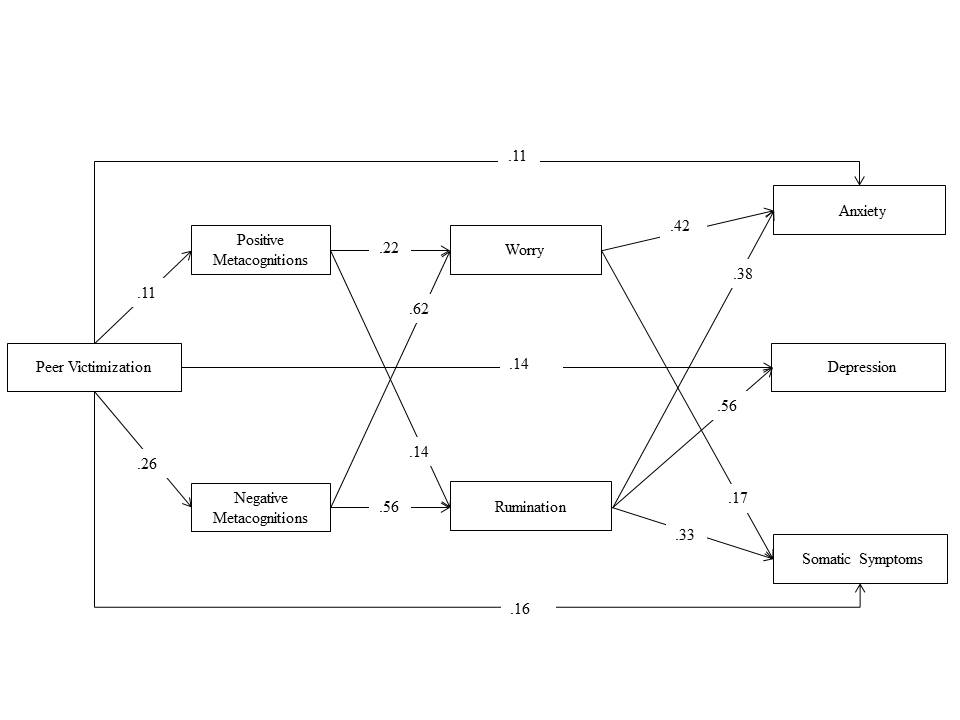 .11
Anxiety
.42
Positive
Metacognitions
.22
Worry
.38
.11
.62
Peer Victimization
.14
Depression
.56
.26
.14
Negative
Metacognitions
.56
Rumination
.17
.33
Somatic Symptoms
.16